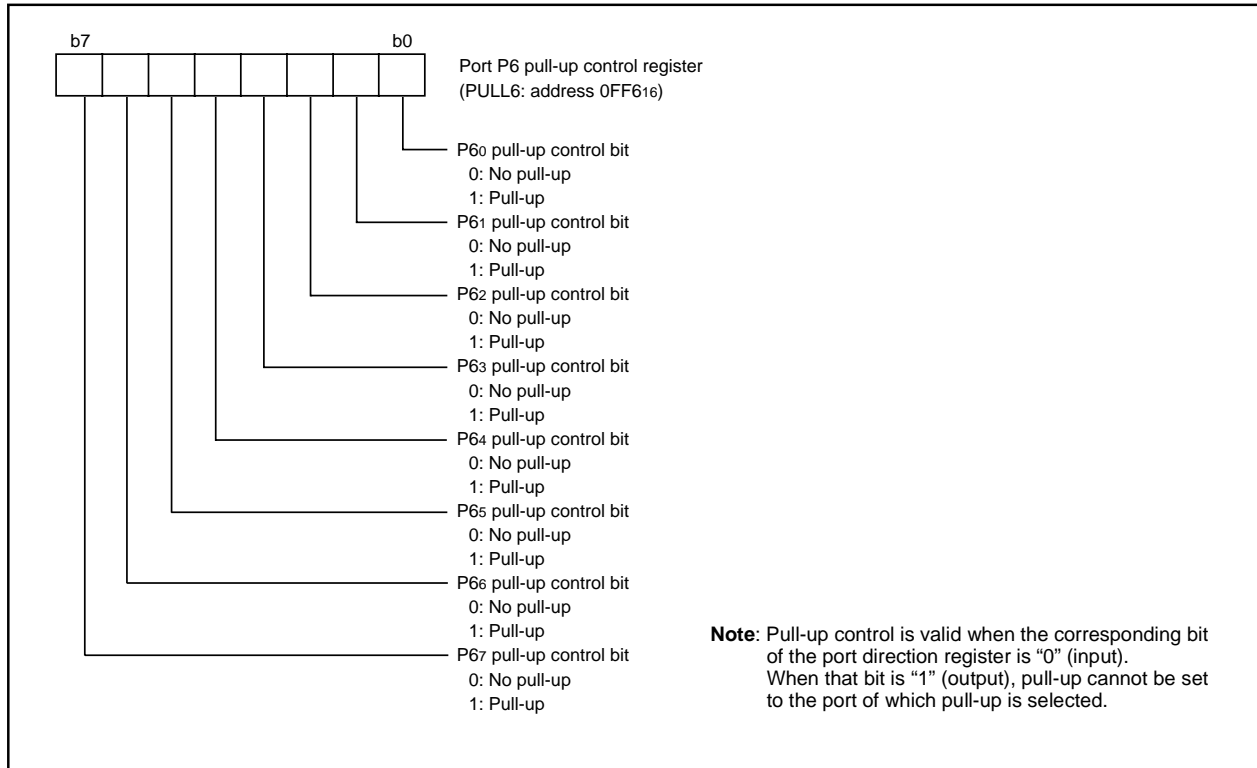 b7 b0
Port P6 pull-up control register
(PULL6: address 0FF616)
P60 pull-up control bit
0: No pull-up
1: Pull-up
P61 pull-up control bit
0: No pull-up
1: Pull-up
P62 pull-up control bit
0: No pull-up
1: Pull-up
P63 pull-up control bit
0: No pull-up
1: Pull-up
P64 pull-up control bit
0: No pull-up
1: Pull-up
P65 pull-up control bit
0: No pull-up
1: Pull-up
P66 pull-up control bit
0: No pull-up
1: Pull-up
P67 pull-up control bit
0: No pull-up
1: Pull-up
Note: Pull-up control is valid when the corresponding bit
of the port direction register is “0” (input).
When that bit is “1” (output), pull-up cannot be set
to the port of which pull-up is selected.